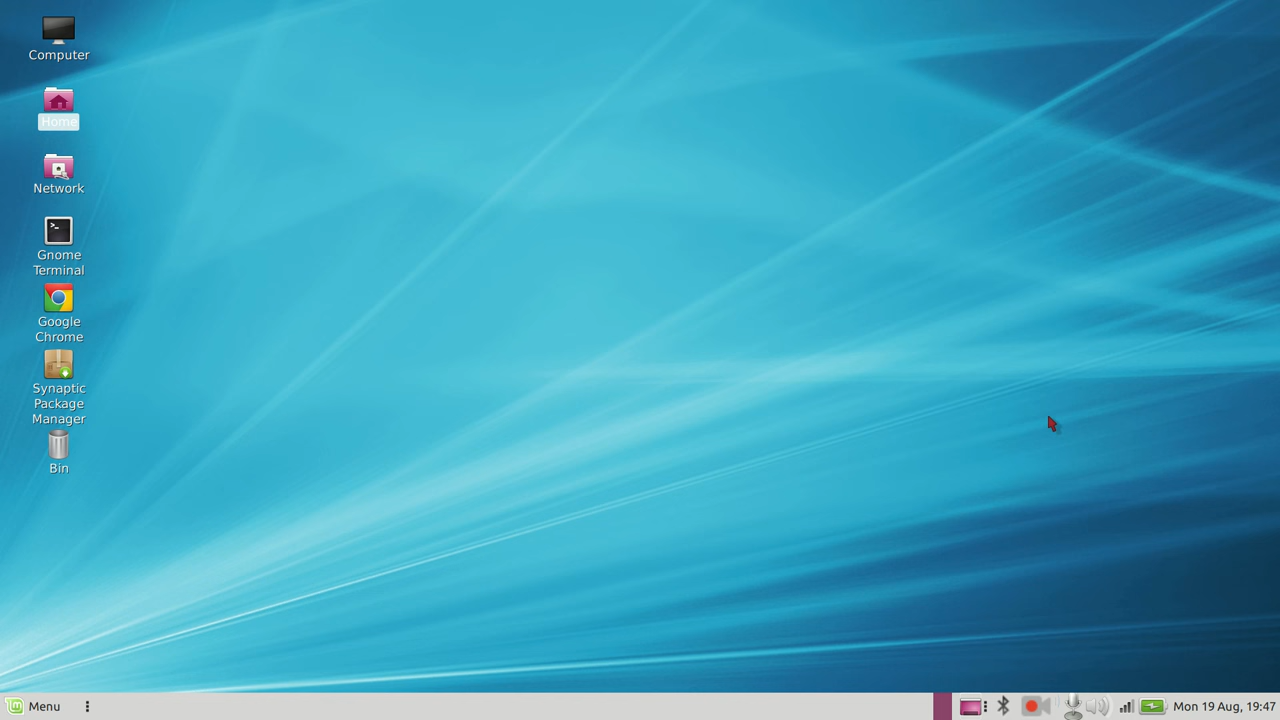 Computer
Home
Network
Gnome
Terminal
Google
Chrome
Synaptic
Package
Manager
Bin
Menu
Mon 19 Aug, 19:47